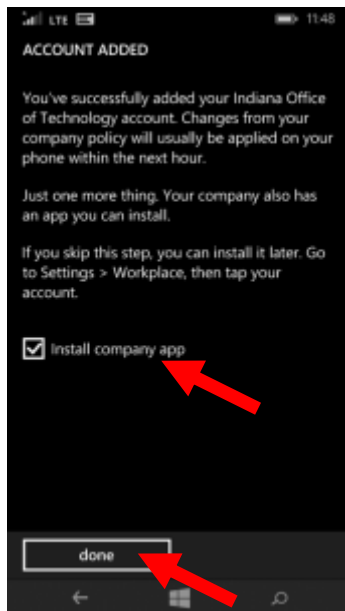 LTE 11:48
ACCOUNT ADDED
You've successfully added your Indiana Office
of Technology account. Changes from your
company policy will usually be applied on your
phone within the next hour.
Just one more thing. Your company also has
an app you can install.
If you skip this step, you can install it later. Go
to Settings > Workplace, then tap your
account.
Install company app
done